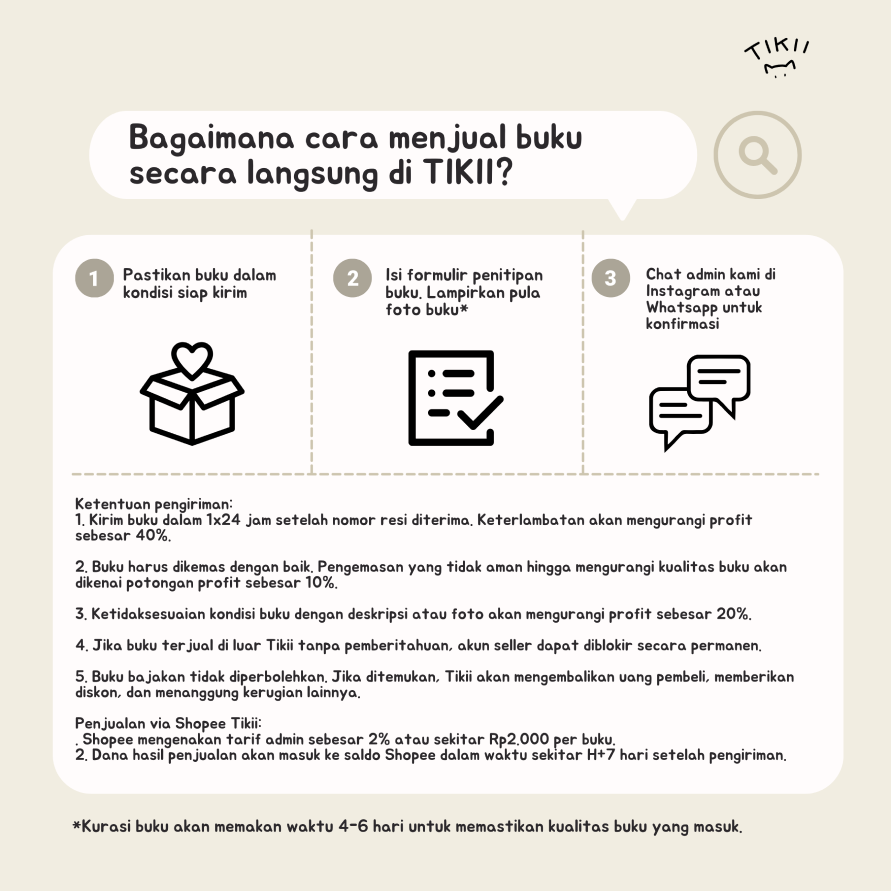 TIKII
Bagaimana cara menjual buku
secara langsung di TIKII?
1
Pastikan buku dalam
kondisi siap kirim
2
Isi formulir penitipan
buku. Lampirkan pula
foto buku*
3
Chat admin kami di
Instagram atau
Whatsapp untuk
konfirmasi
Ketentuan pengiriman:
1. Kirim buku dalam 1x24 jam setelah nomor resi diterima. Keterlambatan akan mengurangi profit
sebesar 40%.
2. Buku harus dikemas dengan baik. Pengemasan yang tidak aman hingga mengurangi kualitas buku akan
dikenai potongan profit sebesar 10%.
3. Ketidaksesuaian kondisi buku dengan deskripsi atau foto akan mengurangi profit sebesar 20%.
4. Jika buku terjual di luar Tikii tanpa pemberitahuan, akun seller dapat diblokir secara permanen.
5. Buku bajakan tidak diperbolehkan. Jika ditemukan, Tikii akan mengembalikan uang pembeli, memberikan
diskon, dan menanggung kerugian lainnya.
Penjualan via Shopee Tikii:
. Shopee mengenakan tarif admin sebesar 2% atau sekitar Rp2.000 per buku.
2. Dana hasil penjualan akan masuk ke saldo Shopee dalam waktu sekitar H+7 hari setelah pengiriman.
*Kurasi buku akan memakan waktu 4-6 hari untuk memastikan kualitas buku yang masuk.